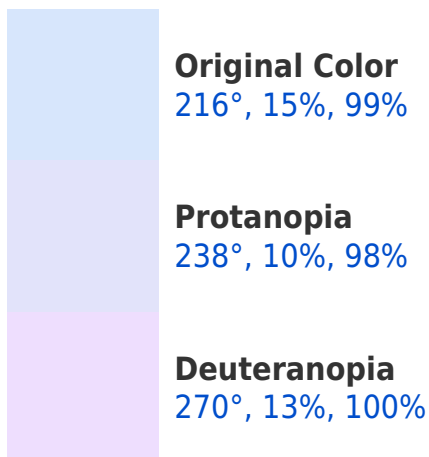 Original Color
216°, 15%, 99%
Protanopia
238°, 10%, 98%
Deuteranopia
270°, 13%, 100%